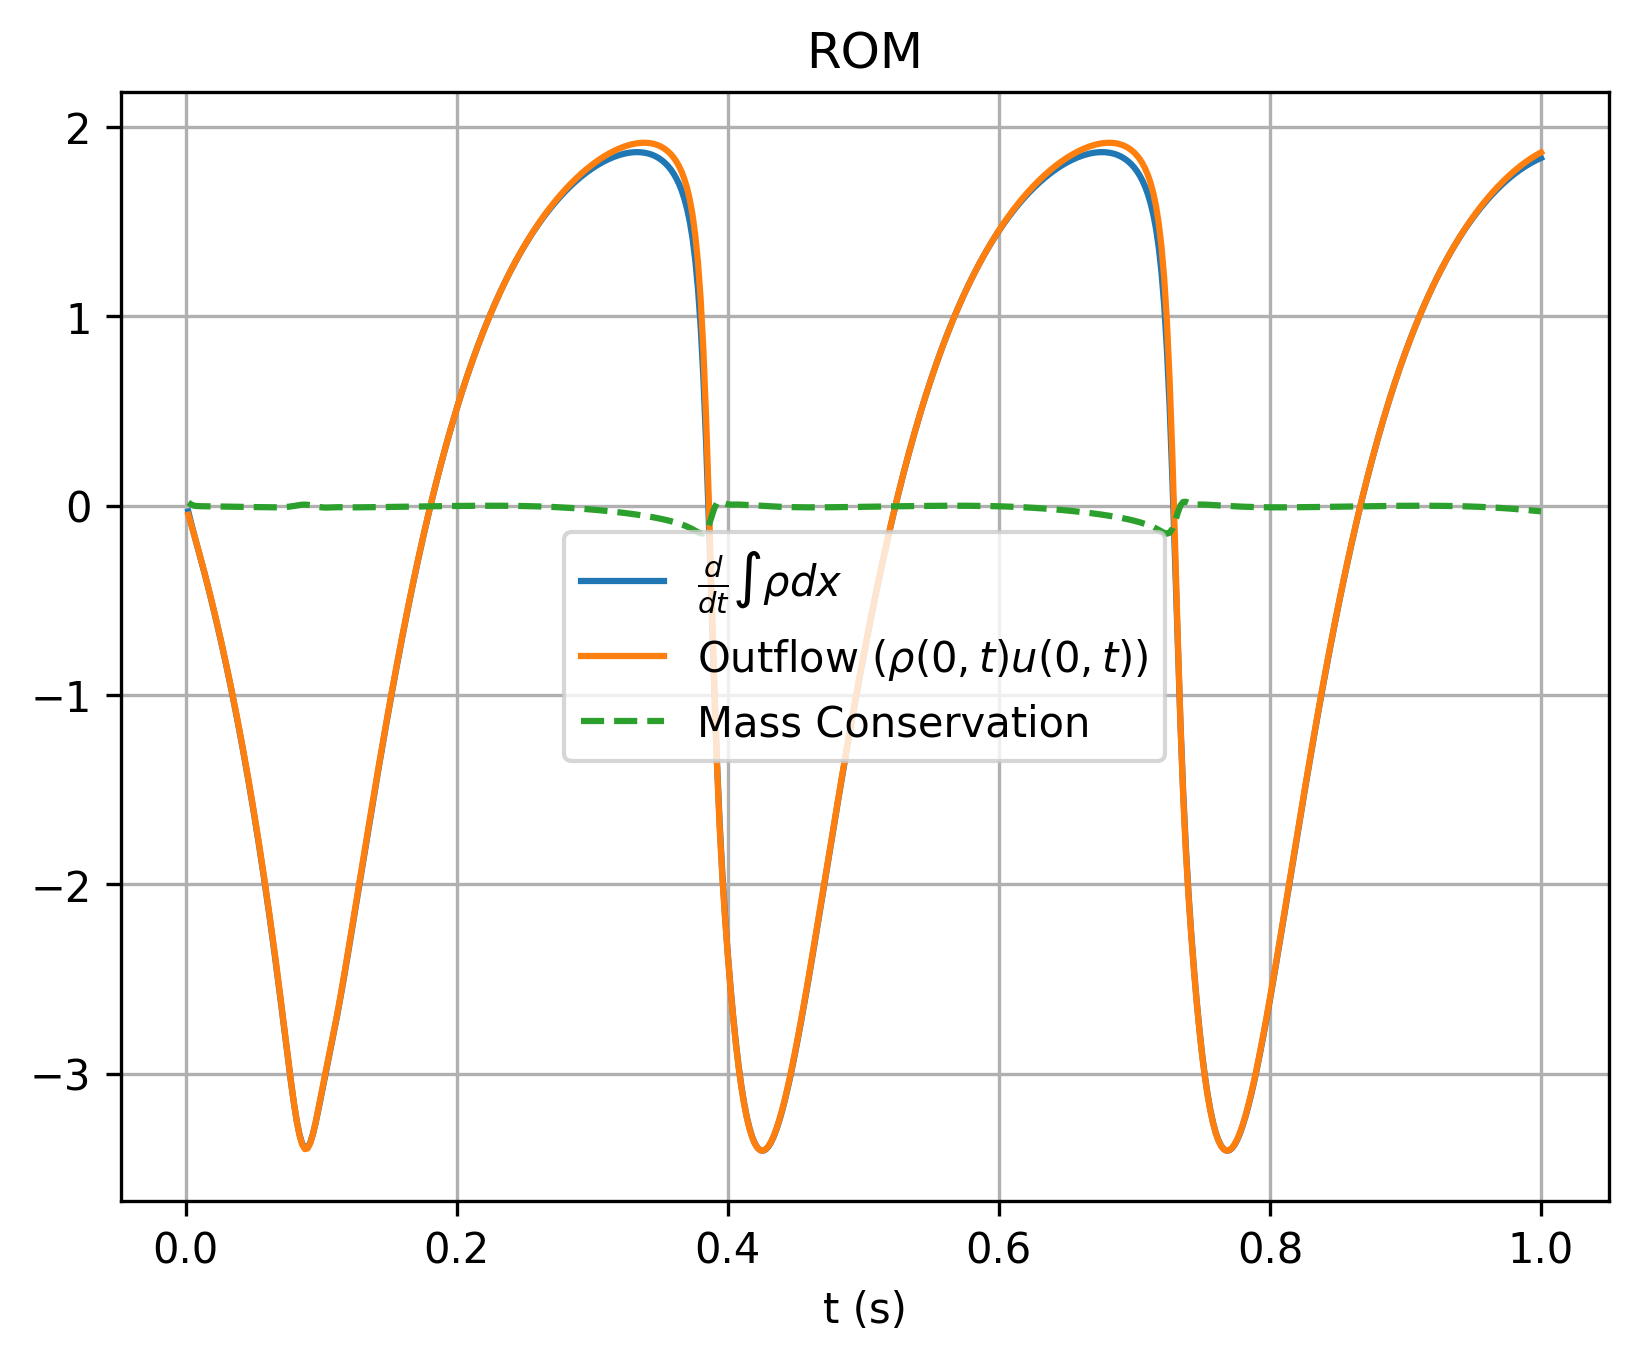 ROM
2
1
0
−1
−2
−3
d/dt ∫ρdx
Outflow (ρ(0, t)u(0, t))
Mass Conservation
0.0 0.2 0.4 0.6 0.8 1.0
t (s)